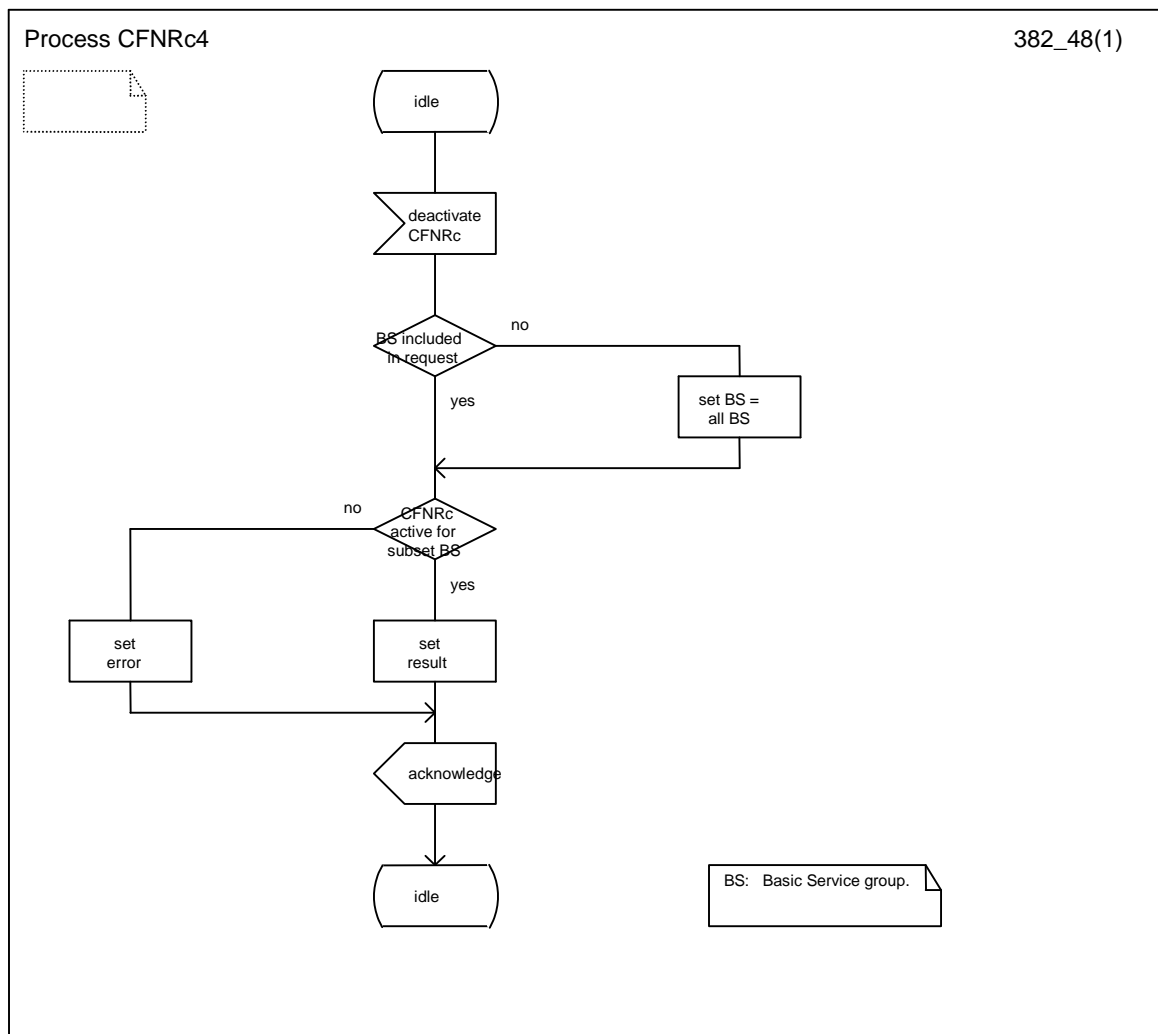 Process CFNRc4
382_48(1)
idle
deactivate
CFNRc
BS included
in request
no
yes
set BS =
all BS
CFNRc
active for
subset BS
no
yes
set
error
set
result
acknowledge
idle
BS: Basic Service group.